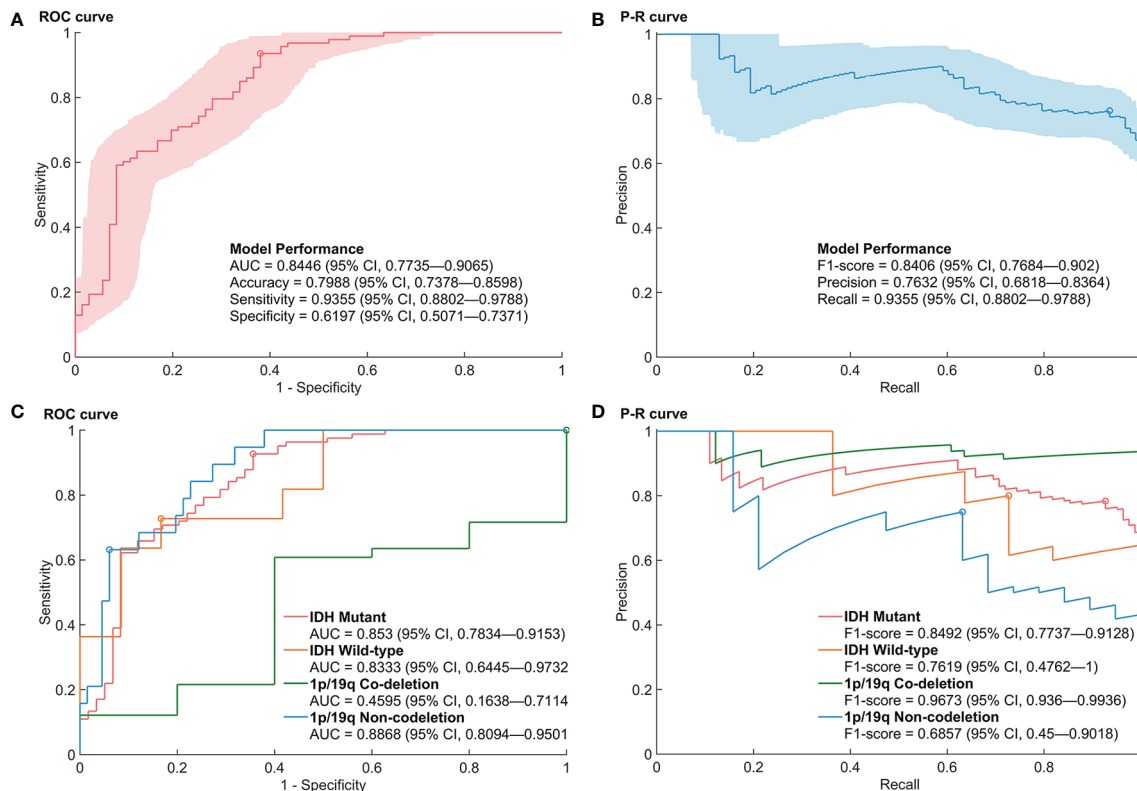 A ROC curve
1
0.8
0.6
0.4
0.2
0
Sensitivity
Model Performance
AUC = 0.8446 (95% CI, 0.7735—0.9065)
Accuracy = 0.7988 (95% CI, 0.7378—0.8598)
Sensitivity = 0.9355 (95% CI, 0.8802—0.9788)
Specificity = 0.6197 (95% CI, 0.5071—0.7371)
0 0.2 0.4 0.6 0.8 1
1 - Specificity
B P-R curve
1
0.8
0.6
0.4
0.2
0
Precision
Model Performance
F1-score = 0.8406 (95% CI, 0.7684—0.902)
Precision = 0.7632 (95% CI, 0.6818—0.8364)
Recall = 0.9355 (95% CI, 0.8802—0.9788)
0 0.2 0.4 0.6 0.8
Recall
C ROC curve
1
0.8
0.6
0.4
0.2
0
Sensitivity
IDH Mutant
AUC = 0.853 (95% CI, 0.7834—0.9153)
IDH Wild-type
AUC = 0.8333 (95% CI, 0.6445—0.9732
1p/19q Co-deletion
AUC = 0.4595 (95% CI, 0.1638—0.7114
1p/19q Non-codeletion
AUC = 0.8868 (95% CI, 0.8094—0.9501
0 0.2 0.4 0.6 0.8 1
1 - Specificity
D P-R curve
1
0.8
0.6
0.4
0.2
0
Precision
IDH Mutant
F1-score = 0.8492 (95% CI, 0.7737—0.9128)
IDH Wild-type
F1-score = 0.7619 (95% CI, 0.4762—1)
1p/19q Co-deletion
F1-score = 0.9673 (95% CI, 0.936—0.9936)
1p/19q Non-codeletion
F1-score = 0.6857 (95% CI, 0.45—0.9018)
0 0.2 0.4 0.6 0.8
Recall